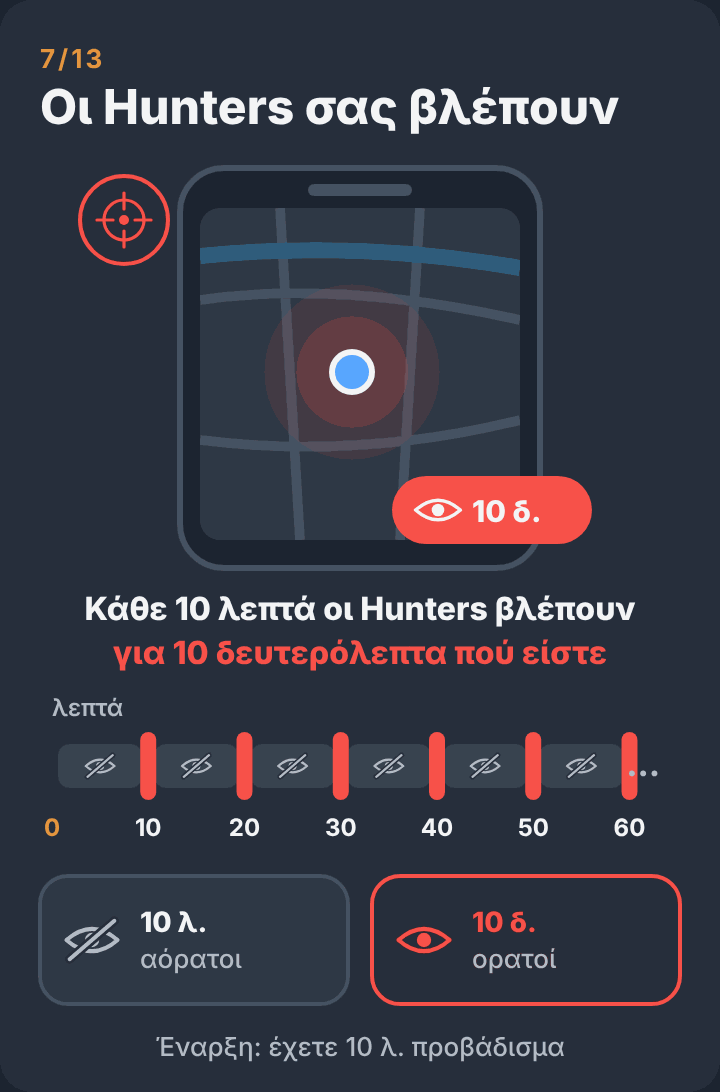 7/13
Οι Hunters σας βλέπουν
10 δ.
Κάθε 10 λεπτά οι Hunters βλέπουν
για 10 δευτερόλεπτα πού είστε
λεπτά
...
0 10 20 30 40 50 60
10 λ.
αόρατοι
10 δ.
ορατοί
Έναρξη: έχετε 10 λ. προβάδισμα